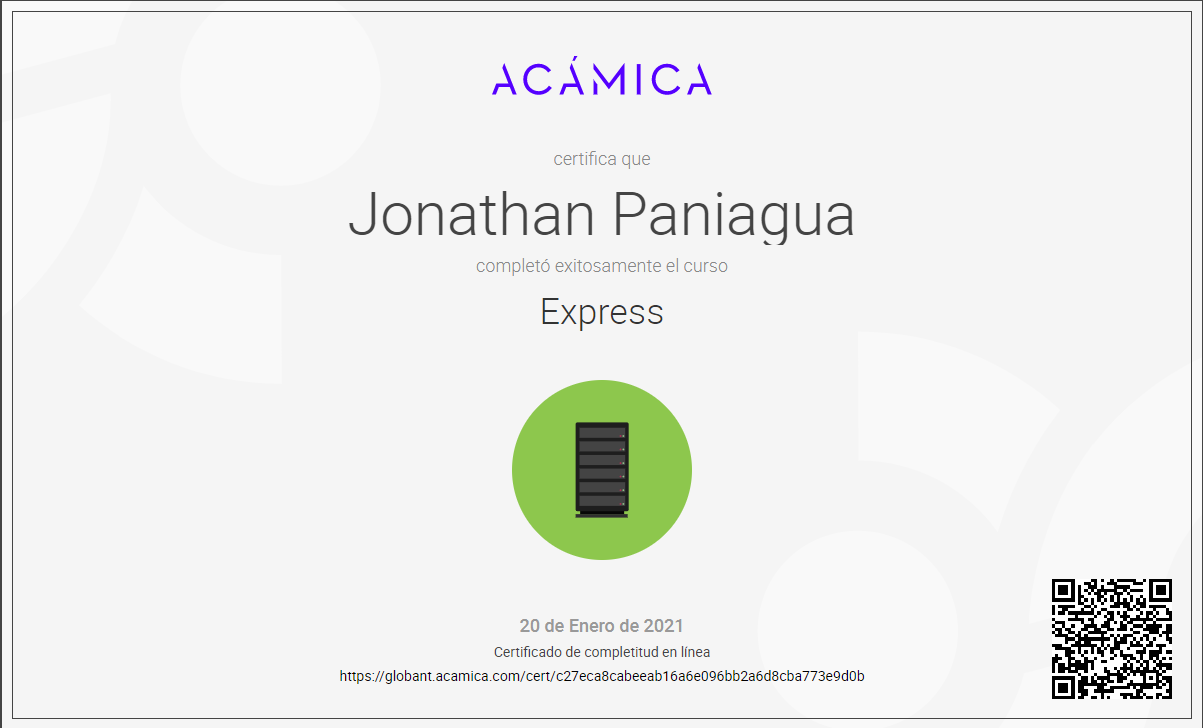 ACÁMICA
certifica que
Jonathan Paniagua
completó exitosamente el curso
Express
20 de Enero de 2021
Certificado de completitud en línea
https://globant.acamica.com/cert/c27eca8cabeeab16a6e096bb2a6d8cba773e9d0b